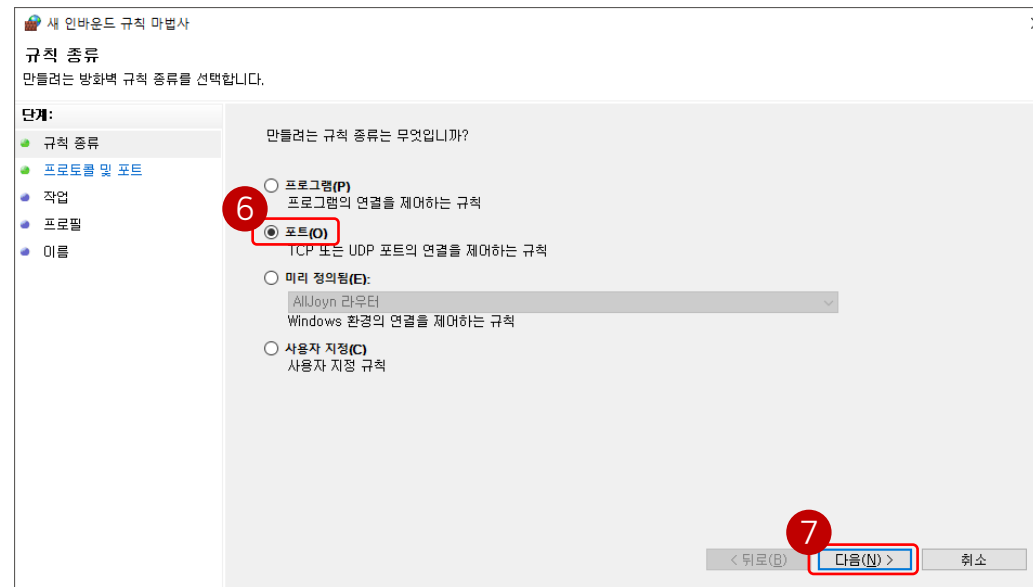 새 인바운드 규칙 마법사
규칙 종류
만들려는 방화벽 규칙 종류를 선택합니다.
단계:
규칙 종류
프로토콜 및 포트
작업
프로필
이름
만들려는 규칙 종류는 무엇입니까?
프로그램(P)
프로그램의 연결을 제어하는 규칙
6
포트(O)
TCP 또는 UDP 포트의 연결을 제어하는 규칙
미리 정의됨(E):
AllJoyn 라우터
Windows 환경의 연결을 제어하는 규칙
사용자 지정(C)
사용자 지정 규칙
7
< 뒤로(B) 다음(N) > 취소